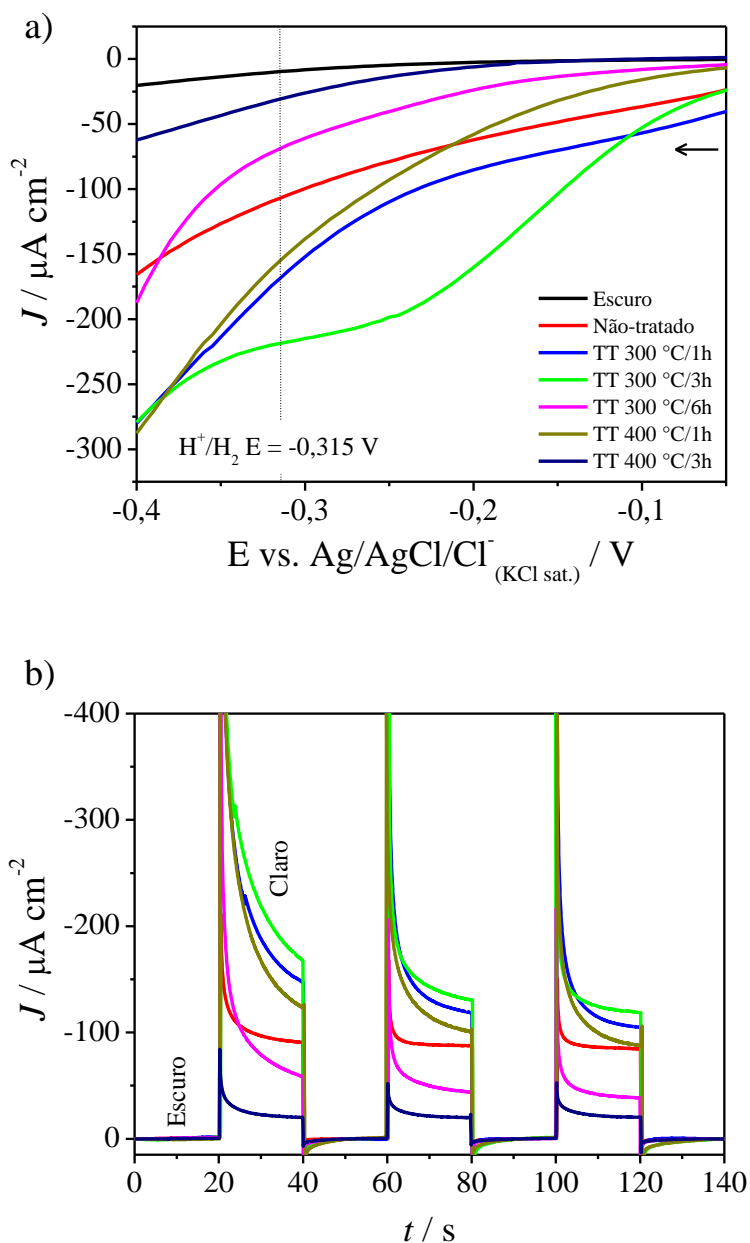 a)
0
-50
-100
-150
-200
-250
-300
J / μA cm⁻²
Escuro
Não-tratado
TT 300 °C/1h
TT 300 °C/3h
TT 300 °C/6h
TT 400 °C/1h
TT 400 °C/3h
H⁺/H₂ E = -0,315 V
-0,4 -0,3 -0,2 -0,1
E vs. Ag/AgCl/Cl⁻(KCl sat.) / V
b)
-400
-300
-200
-100
0
J / μA cm⁻²
Claro
Escuro
0 20 40 60 80 100 120 140
t / s